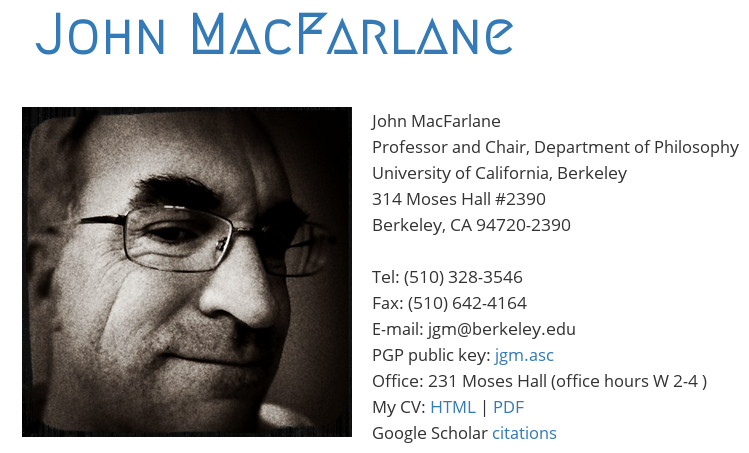 John MacFarlane
John MacFarlane
Professor and Chair, Department of Philosophy
University of California, Berkeley
314 Moses Hall #2390
Berkeley, CA 94720-2390
Tel: (510) 328-3546
Fax: (510) 642-4164
E-mail: jgm@berkeley.edu
PGP public key: jgm.asc
Office: 231 Moses Hall (office hours W 2-4 )
My CV: HTML | PDF
Google Scholar citations